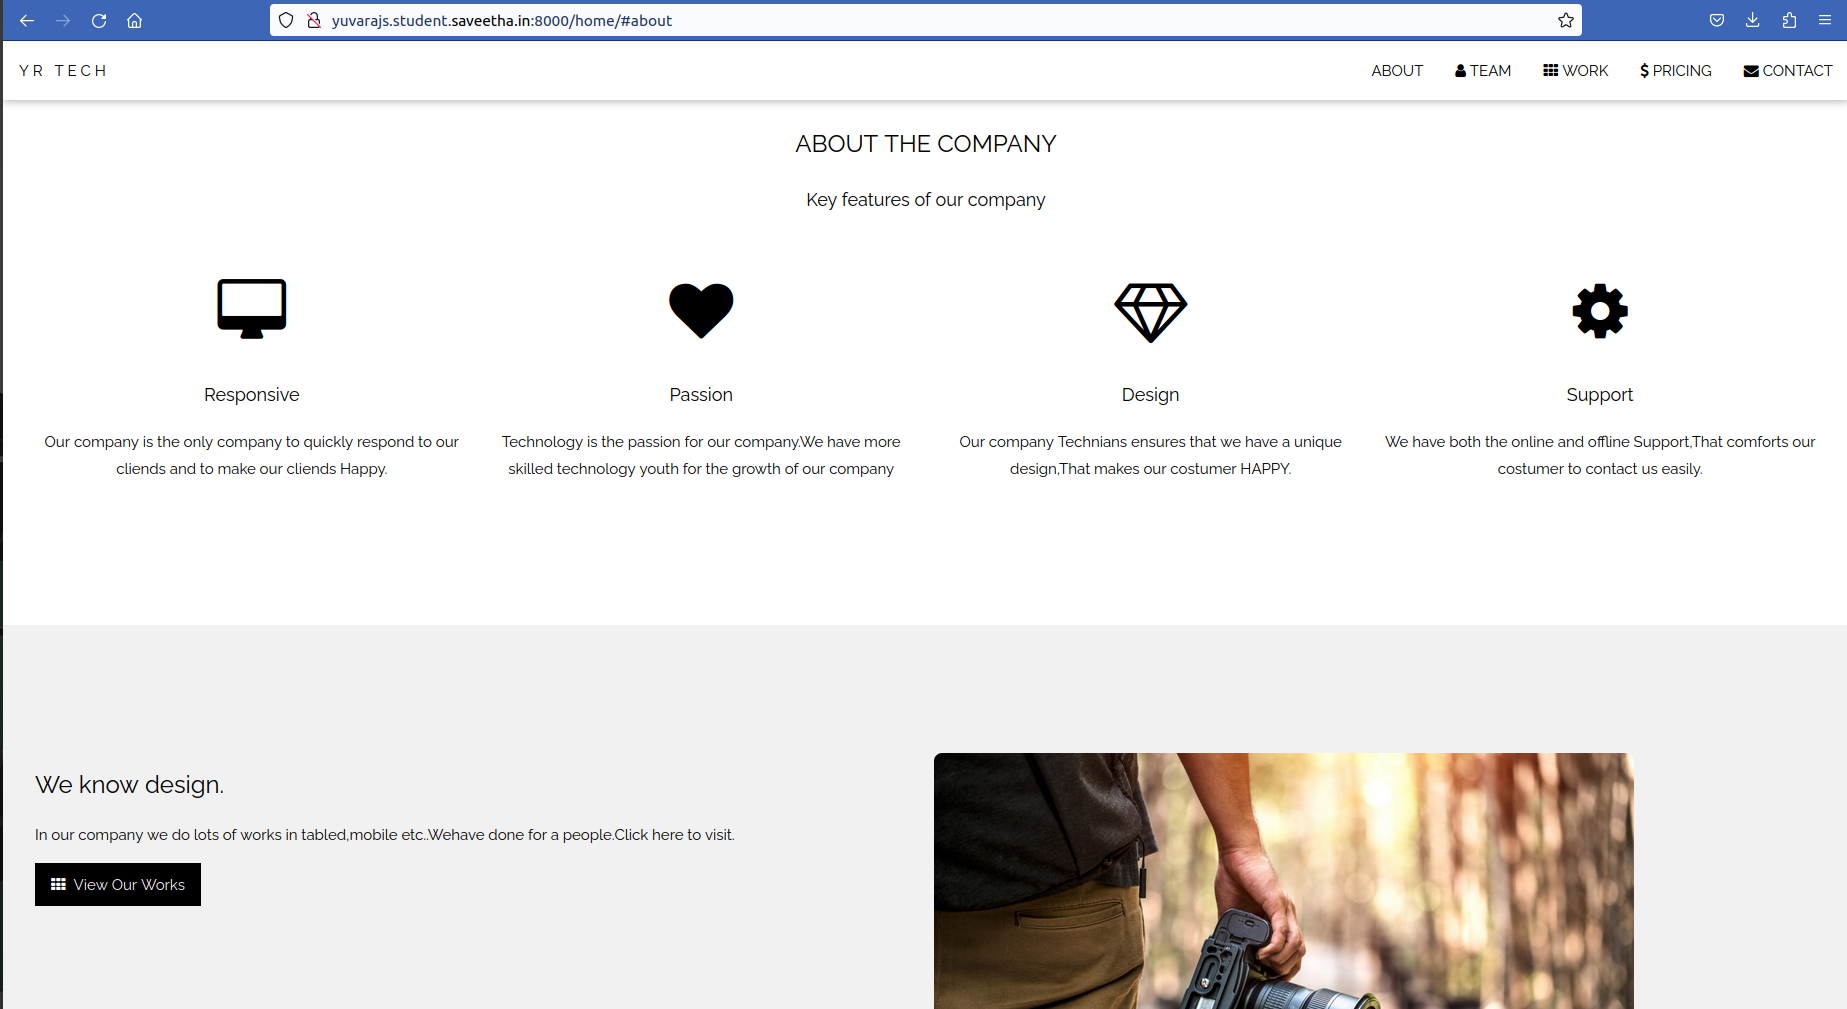 yuvarajs.student.saveetha.in:8000/home/#about
YR TECH
ABOUT TEAM WORK PRICING CONTACT
ABOUT THE COMPANY
Key features of our company
Responsive
Our company is the only company to quickly respond to our
cliends and to make our cliends Happy.
Passion
Technology is the passion for our company.We have more
skilled technology youth for the growth of our company
Design
Our company Technians ensures that we have a unique
design,That makes our costumer HAPPY.
Support
We have both the online and offline Support,That comforts our
costumer to contact us easily.
We know design.
In our company we do lots of works in tabled,mobile etc..Wehave done for a people.Click here to visit.
View Our Works